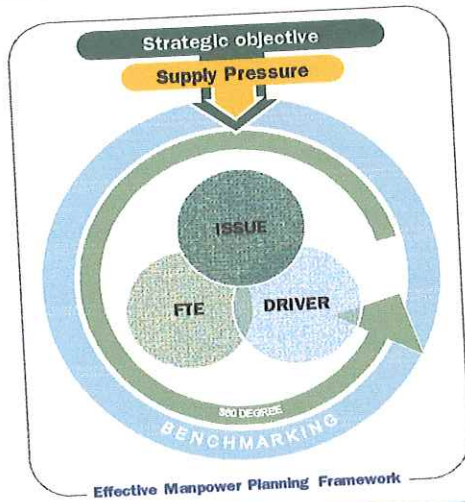 Strategic objective
Supply Pressure
ISSUE
FTE
DRIVER
360 DEGREE
BENCHMARKING
Effective Manpower Planning Framework